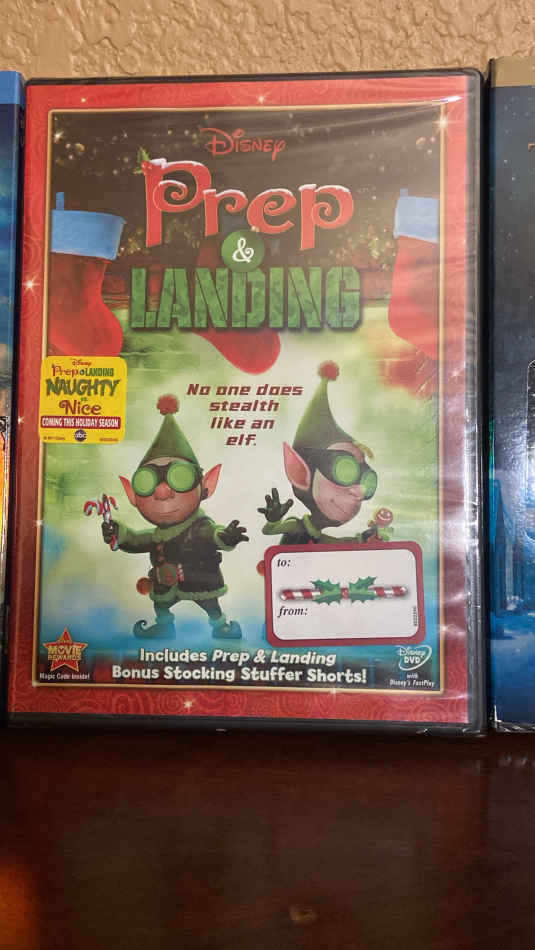 Disney
Prep
&
LANDING
Disney
Prep & LANDING
NAUGHTY
vs.
Nice
COMING THIS HOLIDAY SEASON
abc
No one does
stealth
like an
elf.
to:
from:
Disney
MOVIE
REWARDS
Magic Code Inside!
Includes Prep & Landing
Bonus Stocking Stuffer Shorts!
Disney
DVD
with
Disney's FastPlay